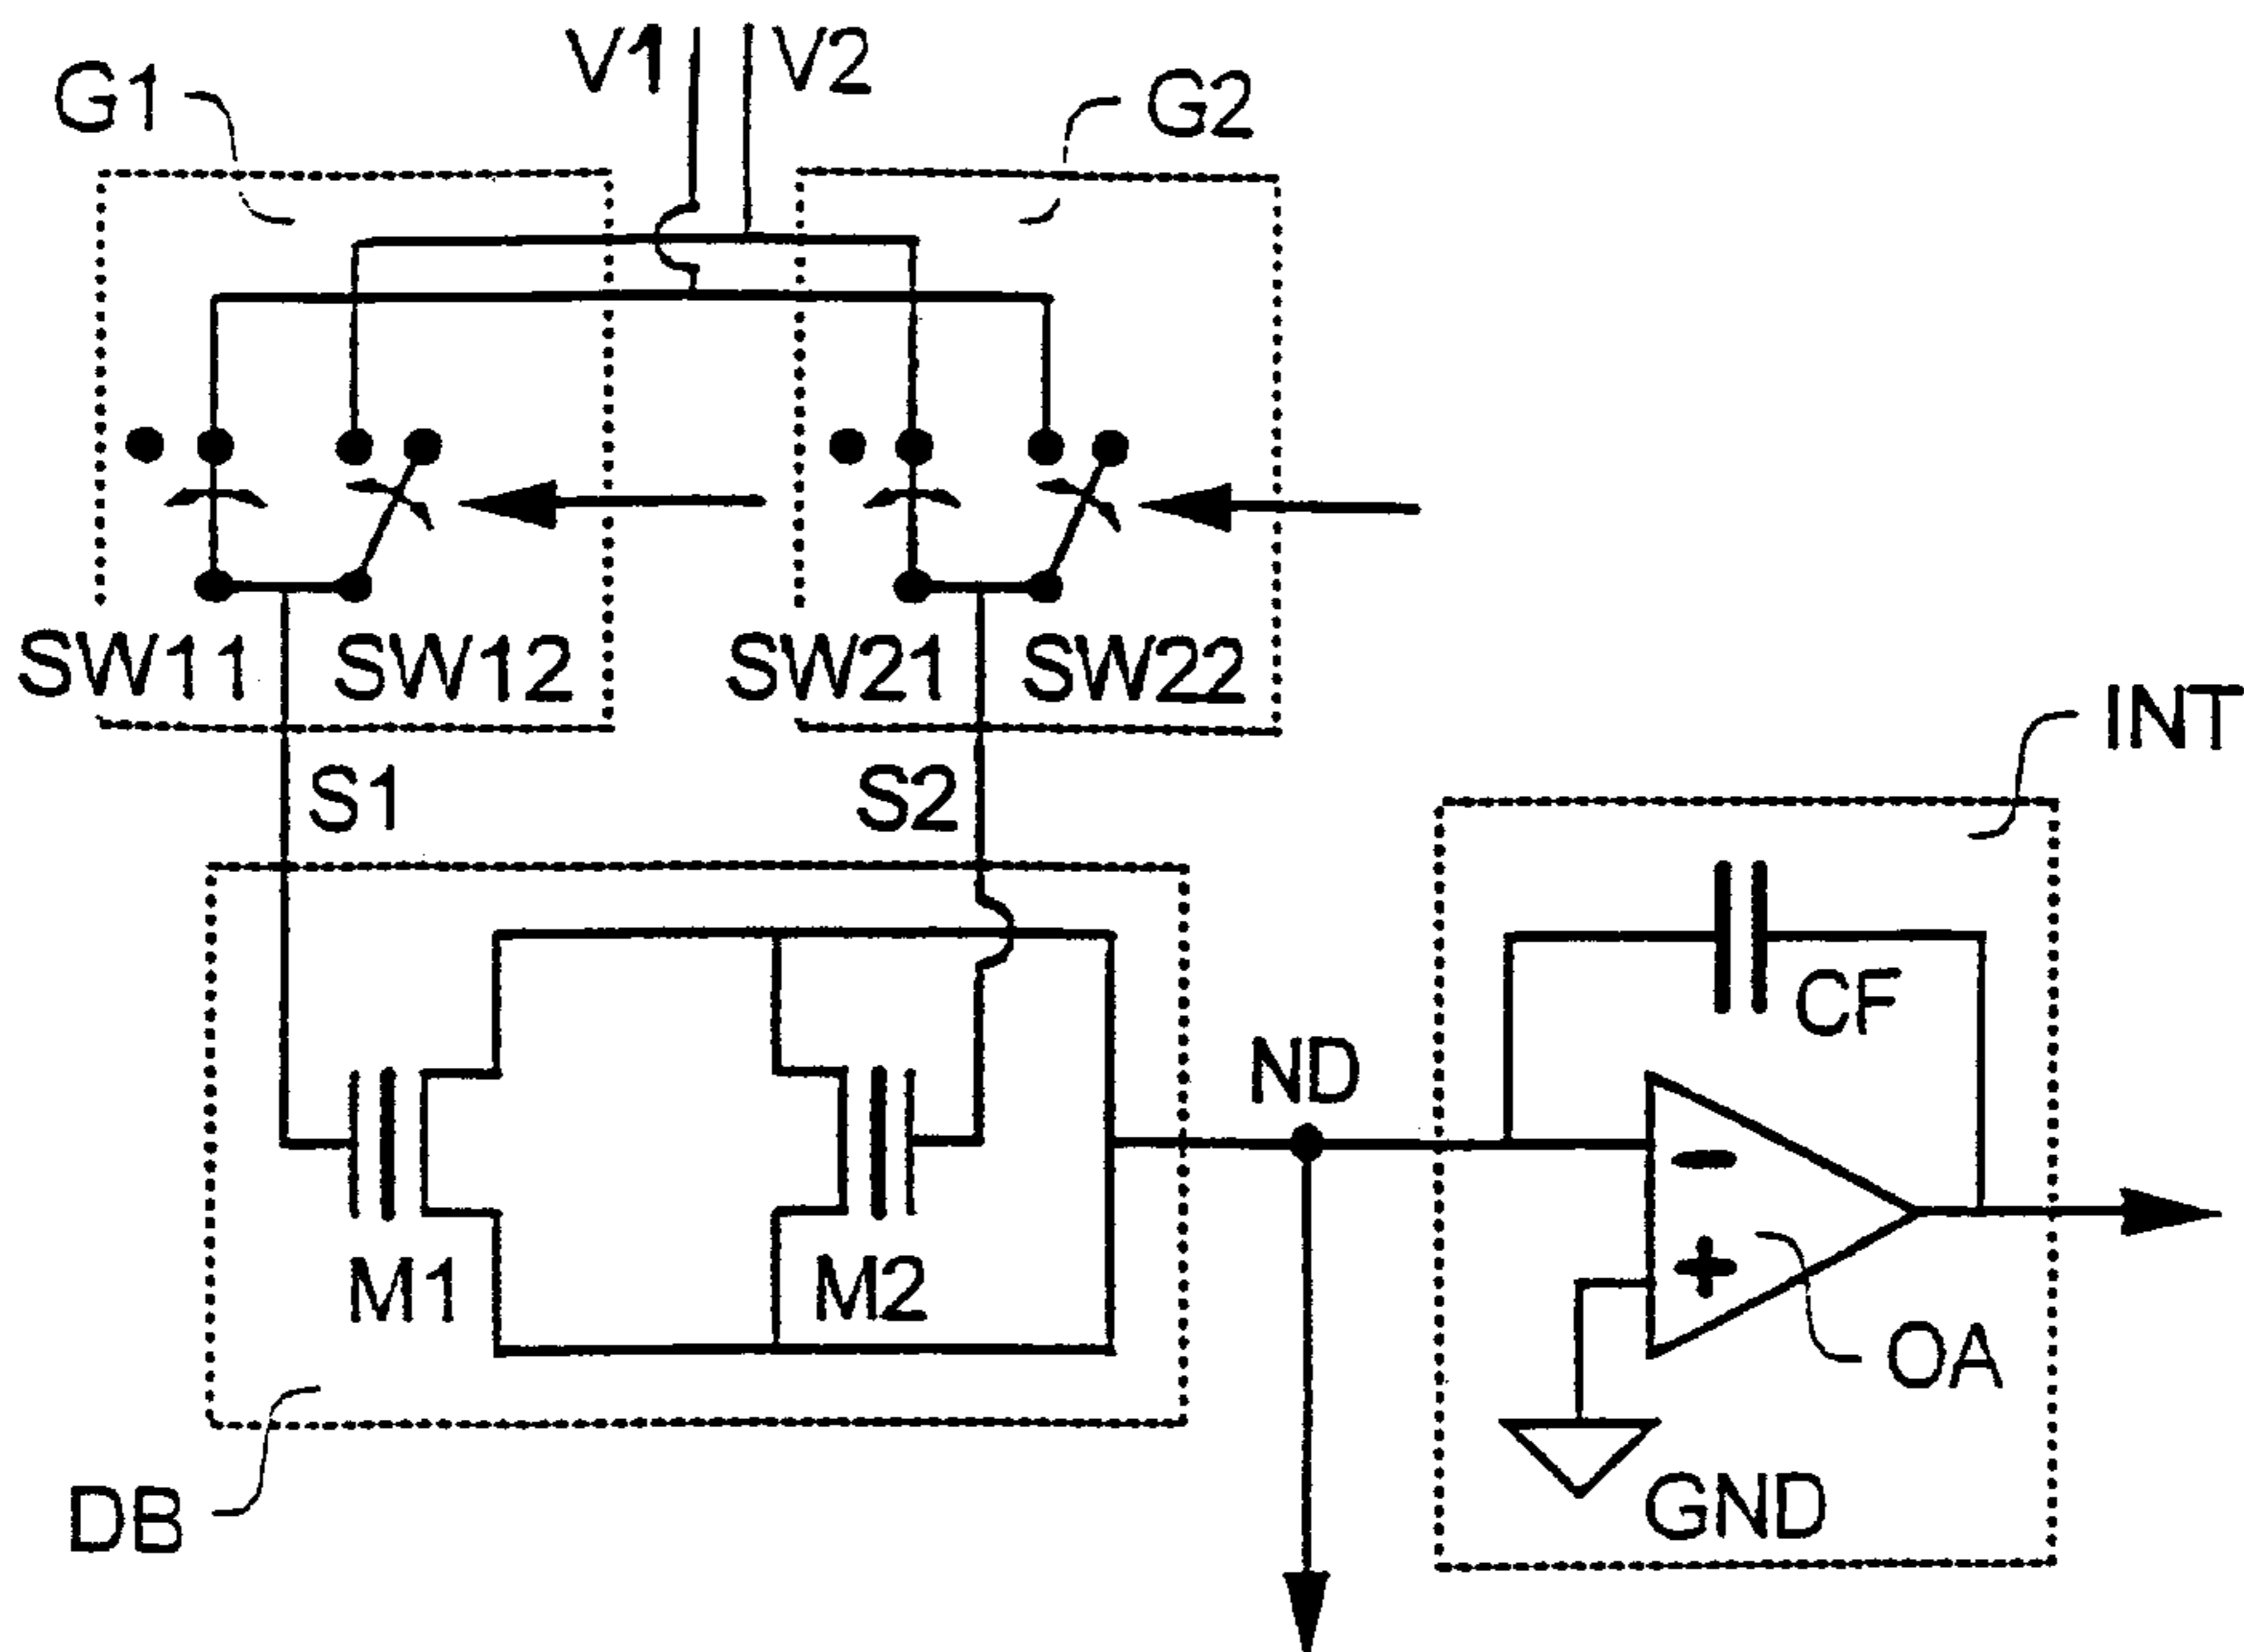 V1 V2
G1
G2
SW11 SW12 SW21 SW22
INT
S1 S2
CF
ND
-
+
M1 M2
OA
GND
DB